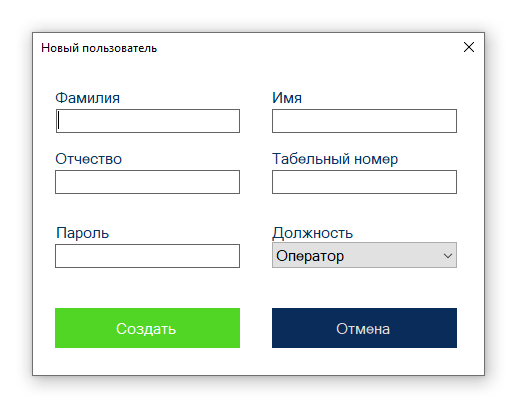 Новый пользователь
Фамилия Имя
Отчество Табельный номер
Пароль Должность
Оператор
Создать Отмена